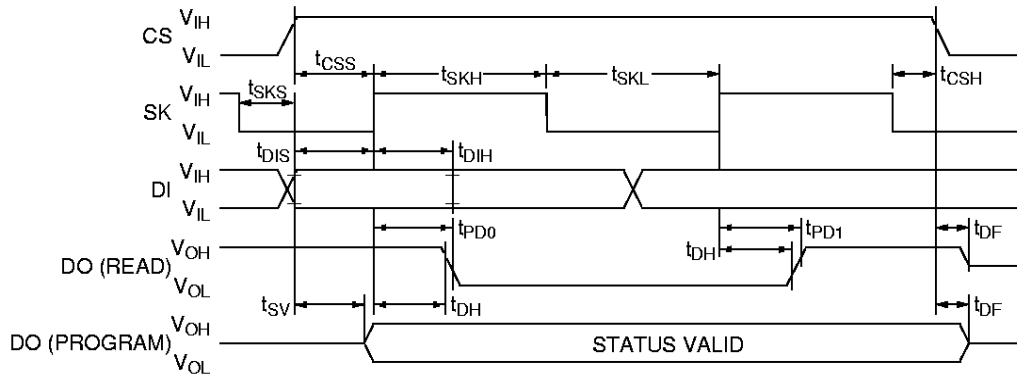 CS VIH
VIL
tCSS tSKH tSKL tCSH
SK VIH tSKS
VIL
tDIS tDIH
DI VIH
VIL
tPD0 tPD1 tDF
DO (READ) VOH tDH
VOL
tSV tDH tDF
DO (PROGRAM) VOH
STATUS VALID
VOL